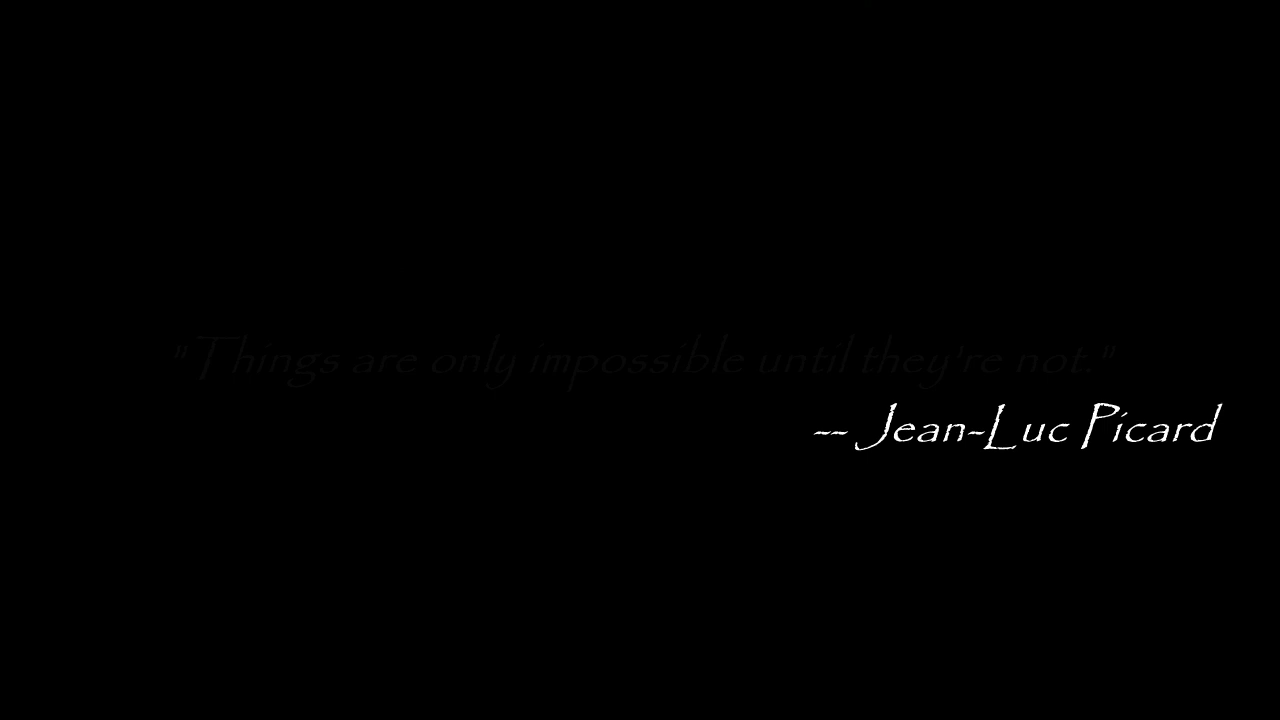 "Things are only impossible until they're not."
-- Jean-Luc Picard